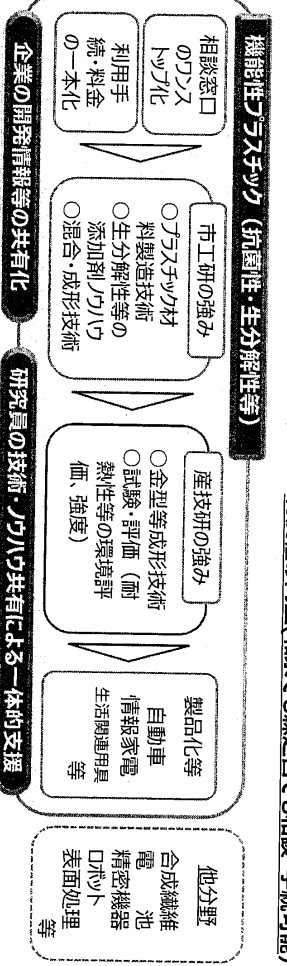 機能性プラスチック（抗菌性・生分解性等）
相談窓口
のワンス
トップ化
利用手
続・料金
の一本化
市工研の強み
○プラスチック材
料製造技術
○生分解性等の
添加剤ノウハウ
○混合・成形技術
産技研の強み
○金型等成形技術
○試験・評価（耐
熱性等の環境評
価、強度）
製品化等
自動車
情報家電
生活関連用具
等
他分野
合成繊維
電　池
精密機器
ロボット
表面処理
等
企業の開発情報等の共有化
研究員の技術・ノウハウ共有による一体的支援